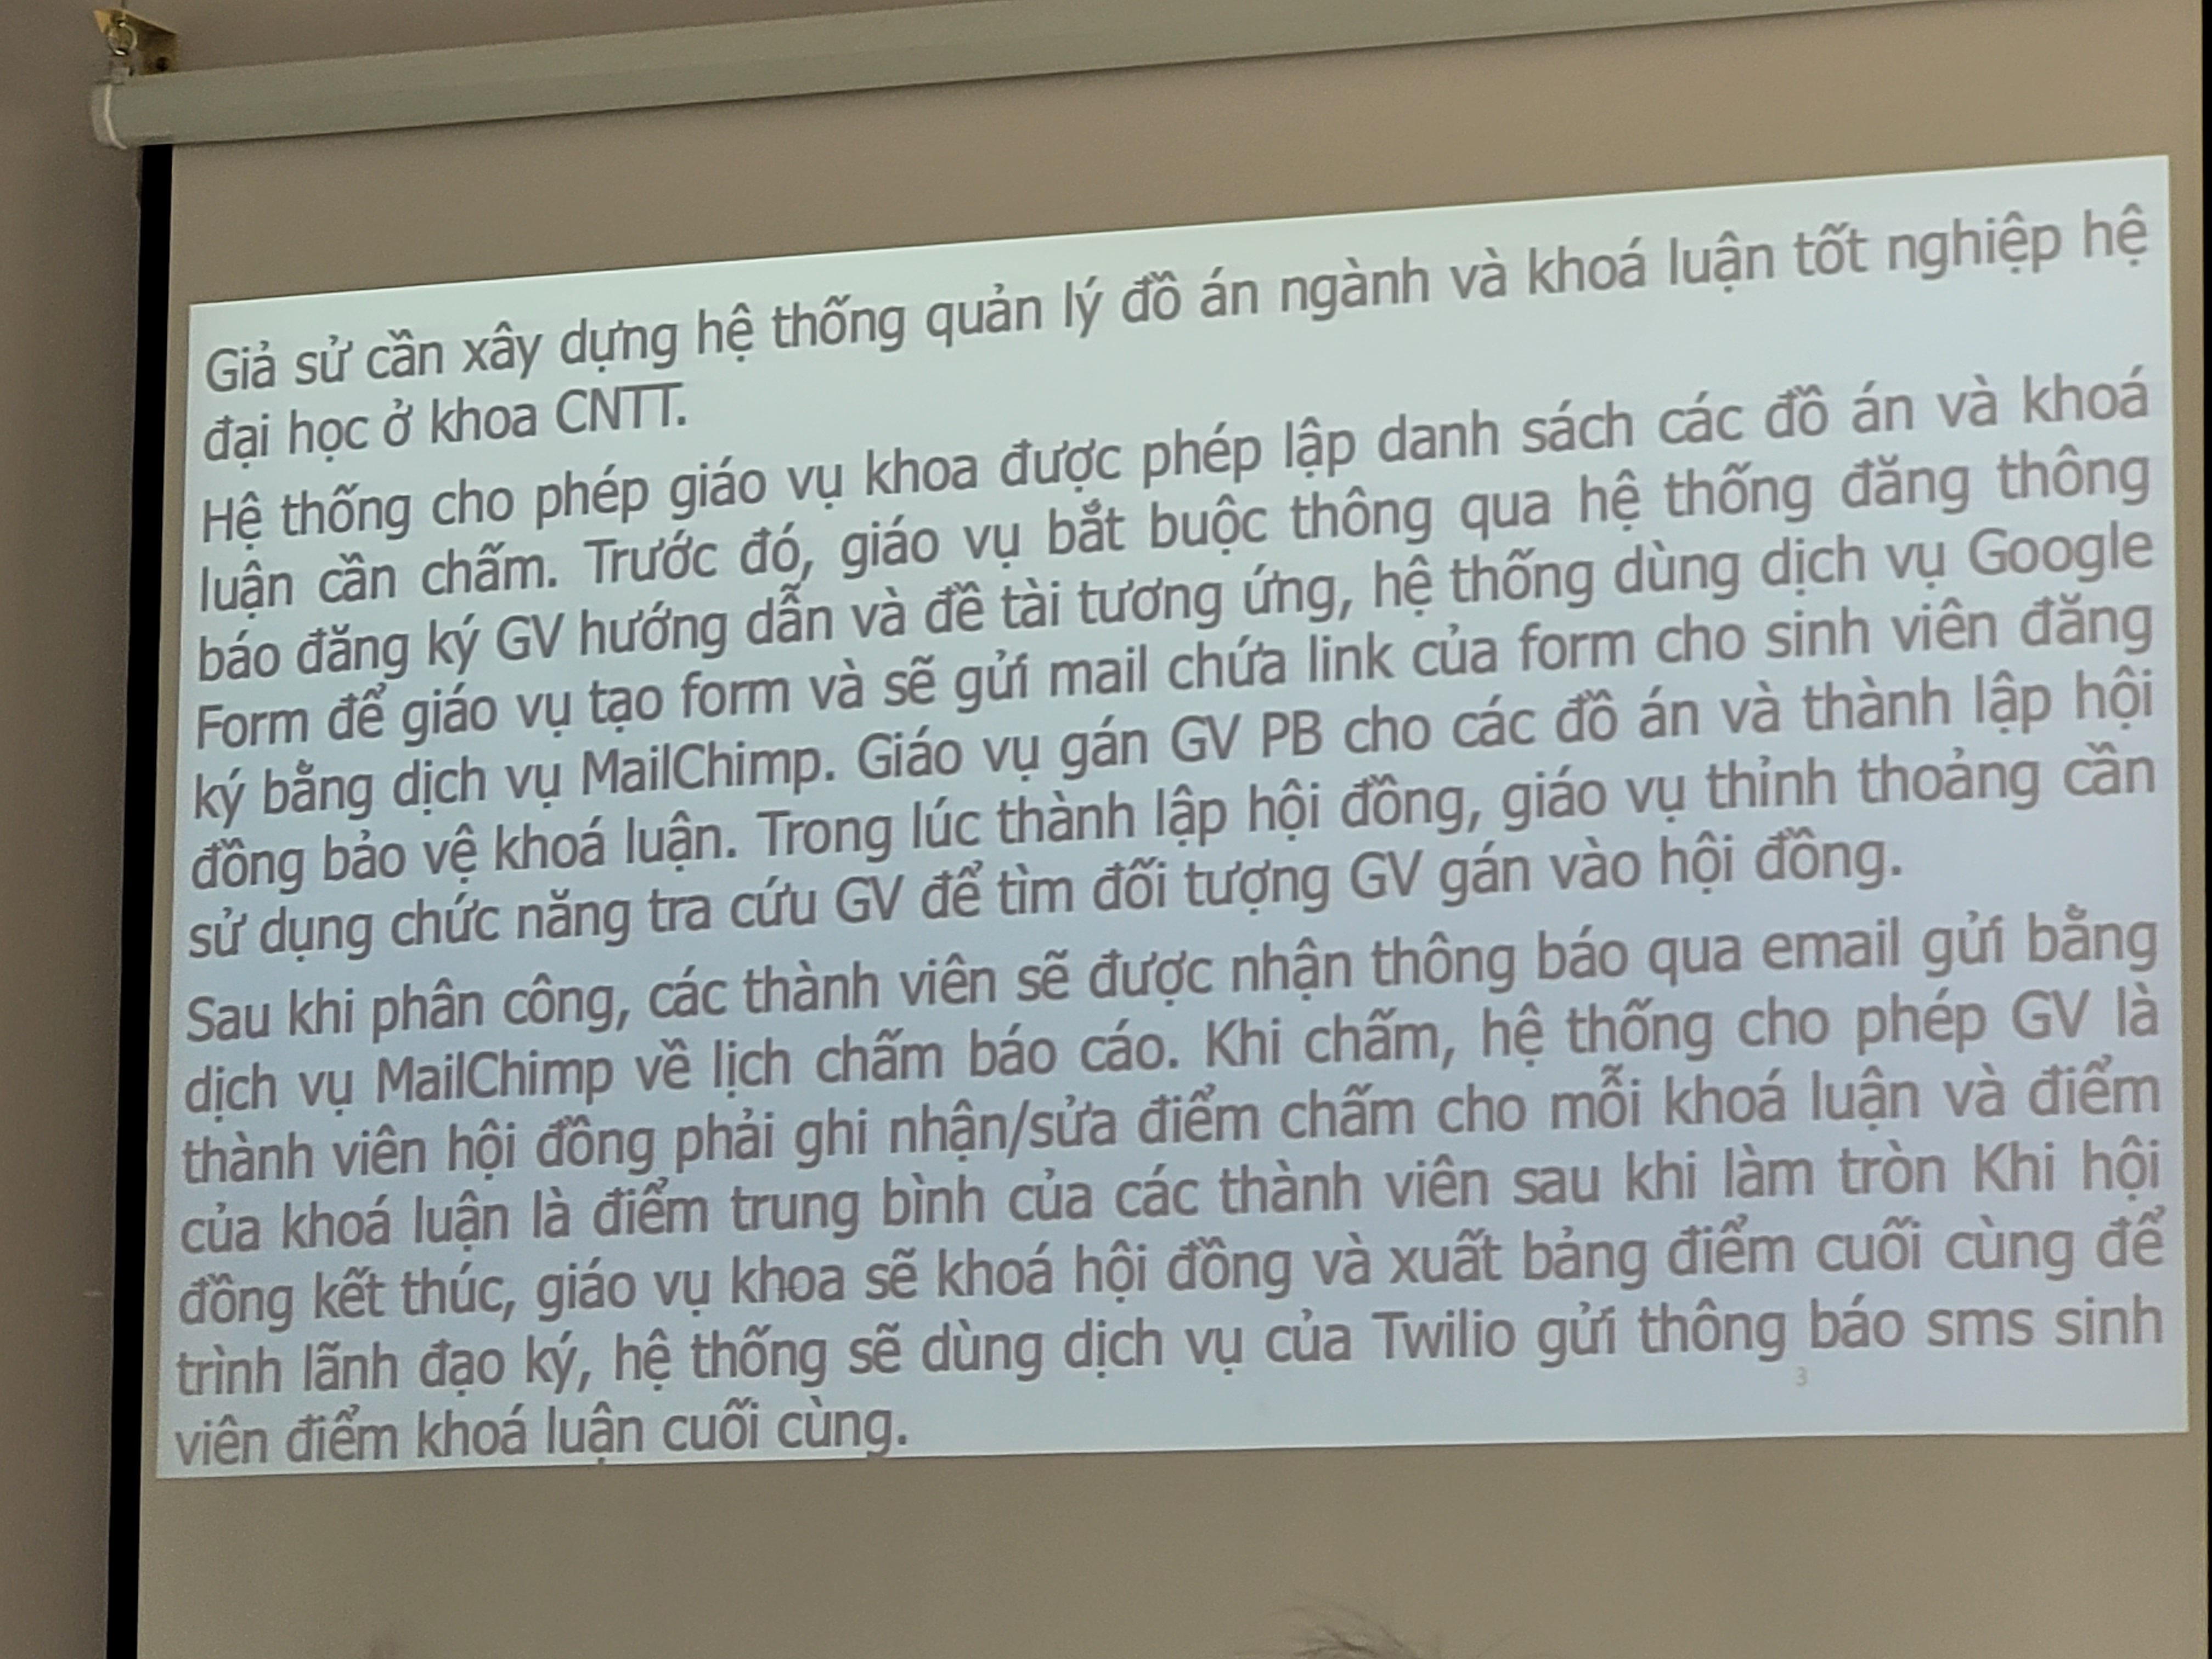 Giả sử cần xây dựng hệ thống quản lý đồ án ngành và khoá luận tốt nghiệp hệ
đại học ở khoa CNTT.
Hệ thống cho phép giáo vụ khoa được phép lập danh sách các đồ án và khoá
luận cần chấm. Trước đó, giáo vụ bắt buộc thông qua hệ thống đăng thông
báo đăng ký GV hướng dẫn và đề tài tương ứng, hệ thống dùng dịch vụ Google
Form để giáo vụ tạo form và sẽ gửi mail chứa link của form cho sinh viên đăng
ký bằng dịch vụ MailChimp. Giáo vụ gán GV PB cho các đồ án và thành lập hội
đồng bảo vệ khoá luận. Trong lúc thành lập hội đồng, giáo vụ thỉnh thoảng cần
sử dụng chức năng tra cứu GV để tìm đối tượng GV gán vào hội đồng.
Sau khi phân công, các thành viên sẽ được nhận thông báo qua email gửi bằng
dịch vụ MailChimp về lịch chấm báo cáo. Khi chấm, hệ thống cho phép GV là
thành viên hội đồng phải ghi nhận/sửa điểm chấm cho mỗi khoá luận và điểm
của khoá luận là điểm trung bình của các thành viên sau khi làm tròn Khi hội
đồng kết thúc, giáo vụ khoa sẽ khoá hội đồng và xuất bảng điểm cuối cùng để
trình lãnh đạo ký, hệ thống sẽ dùng dịch vụ của Twilio gửi thông báo sms sinh
viên điểm khoá luận cuối cùng.
3